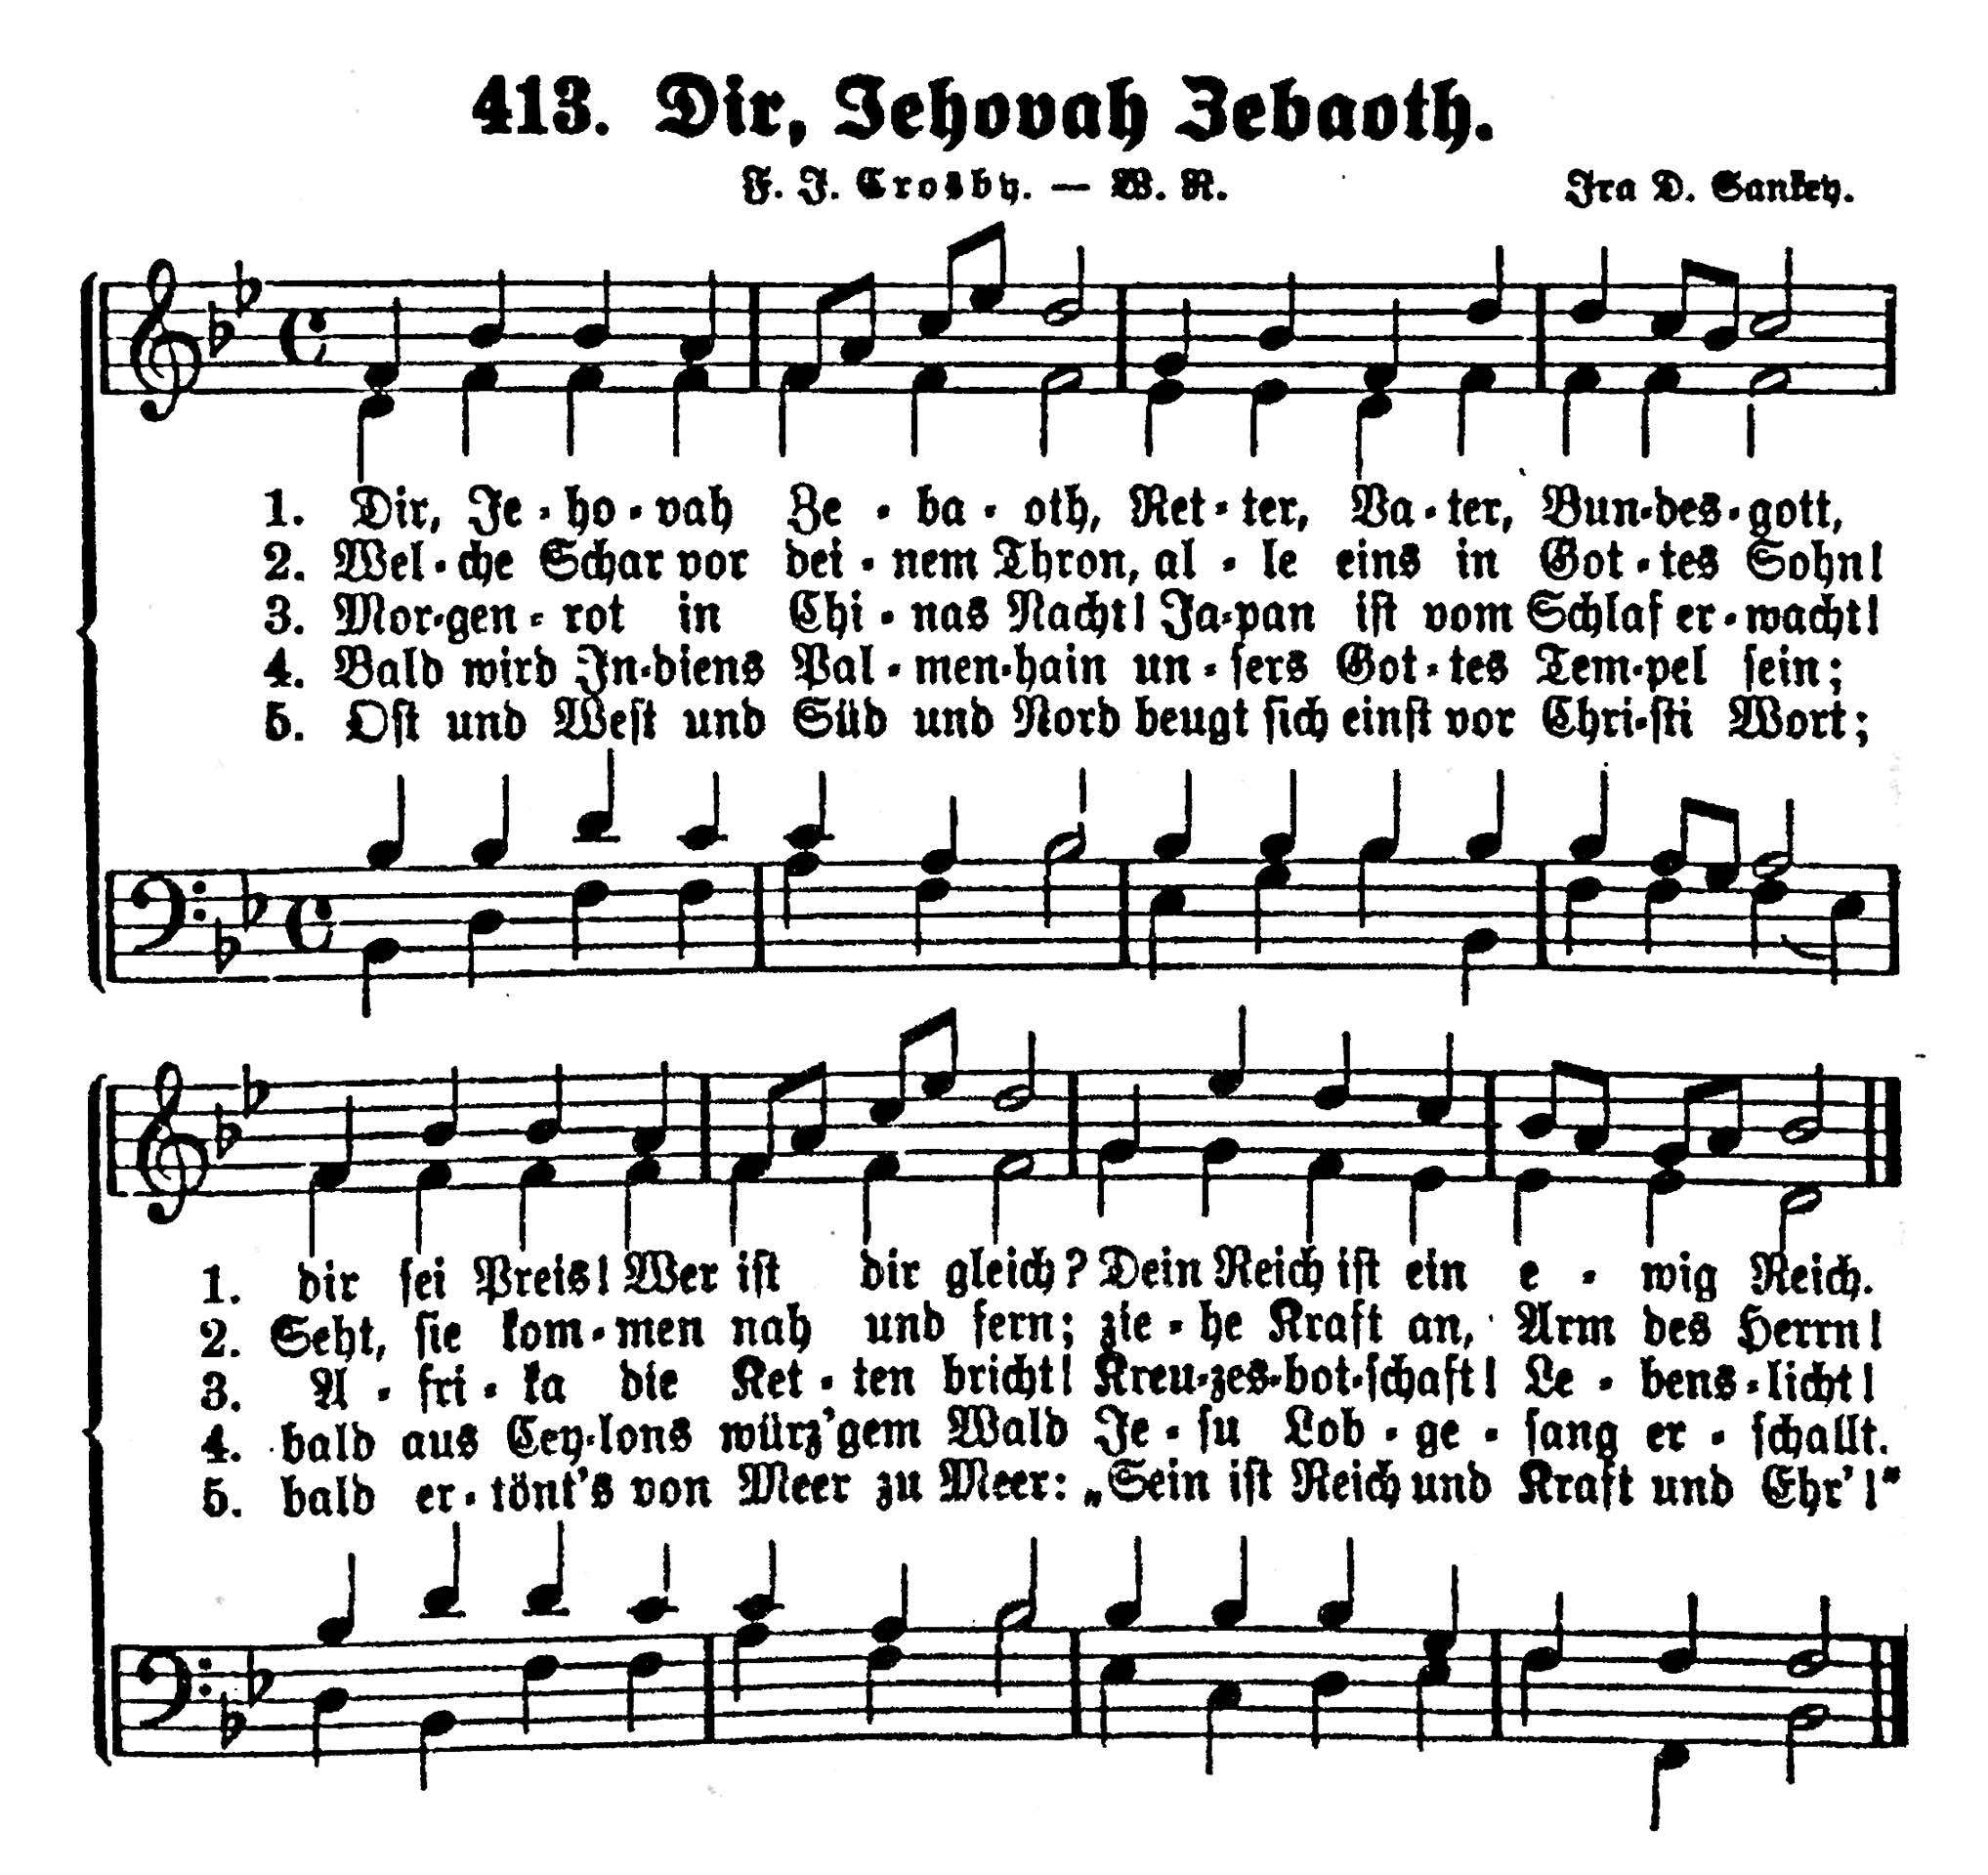 413. Dir, Jehovah Zebaoth.
F. J. Crosby. — W. R. Ira D. Sankey.
1. Dir, Je-ho-vah Ze-ba-oth, Ret-ter, Va-ter, Bun-des-gott,
2. Wel-che Schar vor dei-nem Thron, al-le eins in Got-tes Sohn!
3. Mor-gen-rot in Chi-nas Nacht! Ja-pan ist vom Schlaf er-wacht!
4. Bald wird In-diens Pal-men-hain un-sers Got-tes Tem-pel sein;
5. Ost und West und Süd und Nord beugt sich einst vor Chri-sti Wort;
1. dir sei Preis! Wer ist dir gleich? Dein Reich ist ein e-wig Reich.
2. Seht, sie kom-men nah und fern; zie-he Kraft an, Arm des Herrn!
3. A-fri-ka die Ket-ten bricht! Kreu-zes-bot-schaft! Le-bens-licht!
4. bald aus Cey-lons würz'gem Wald Je-su Lob-ge-sang er-schallt.
5. bald er-tönt's von Meer zu Meer: „Sein ist Reich und Kraft und Ehr'!"